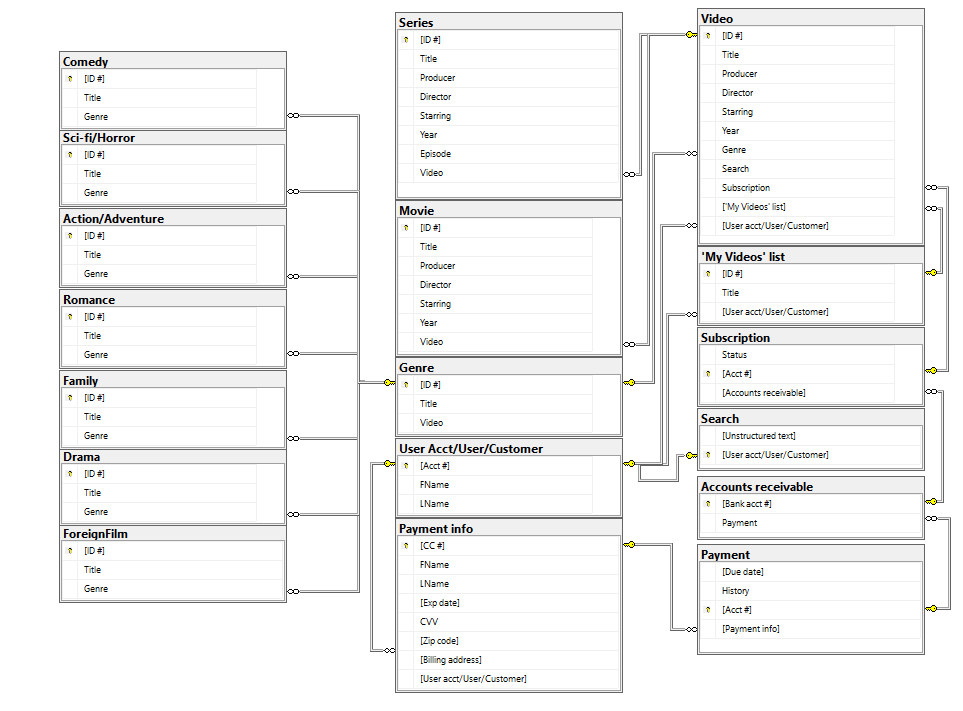 Comedy
[ID #]
Title
Genre
Sci-fi/Horror
[ID #]
Title
Genre
Action/Adventure
[ID #]
Title
Genre
Romance
[ID #]
Title
Genre
Family
[ID #]
Title
Genre
Drama
[ID #]
Title
Genre
ForeignFilm
[ID #]
Title
Genre
Series
[ID #]
Title
Producer
Director
Starring
Year
Episode
Video
Movie
[ID #]
Title
Producer
Director
Starring
Year
Video
Genre
[ID #]
Title
Video
User Acct/User/Customer
[Acct #]
FName
LName
Payment info
[CC #]
FName
LName
[Exp date]
CVV
[Zip code]
[Billing address]
[User acct/User/Customer]
Video
[ID #]
Title
Producer
Director
Starring
Year
Genre
Search
Subscription
['My Videos' list]
[User acct/User/Customer]
'My Videos' list
[ID #]
Title
[User acct/User/Customer]
Subscription
Status
[Acct #]
[Accounts receivable]
Search
[Unstructured text]
[User acct/User/Customer]
Accounts receivable
[Bank acct #]
Payment
Payment
[Due date]
History
[Acct #]
[Payment info]